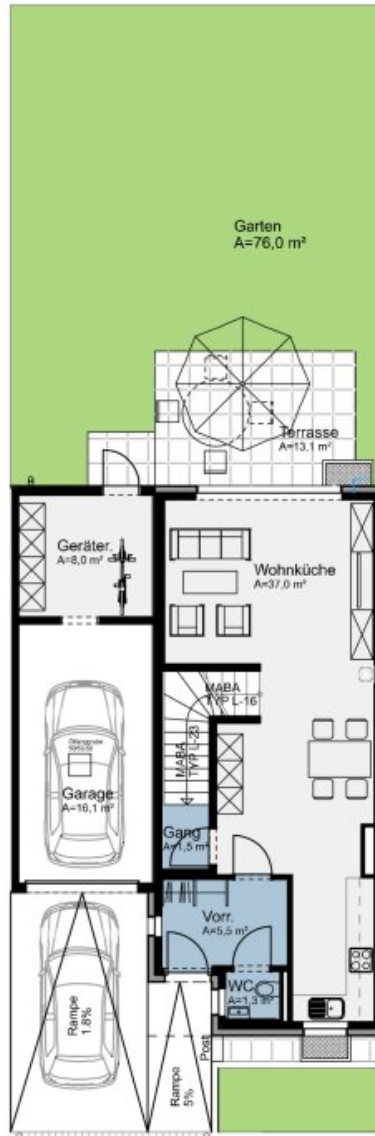 Garten
A=76,0 m²
Terrasse
A=13,1 m²
Geräter.
A=8,0 m²
Wohnküche
A=37,0 m²
MABA
TYP L-16
MABA
TYP L-23
Garage
A=16,1 m²
Gang
A=1,5 m²
Vorr.
A=5,5 m²
WC
A=1,3 m²
Rampe
1.8%
Rampe
5%
Post